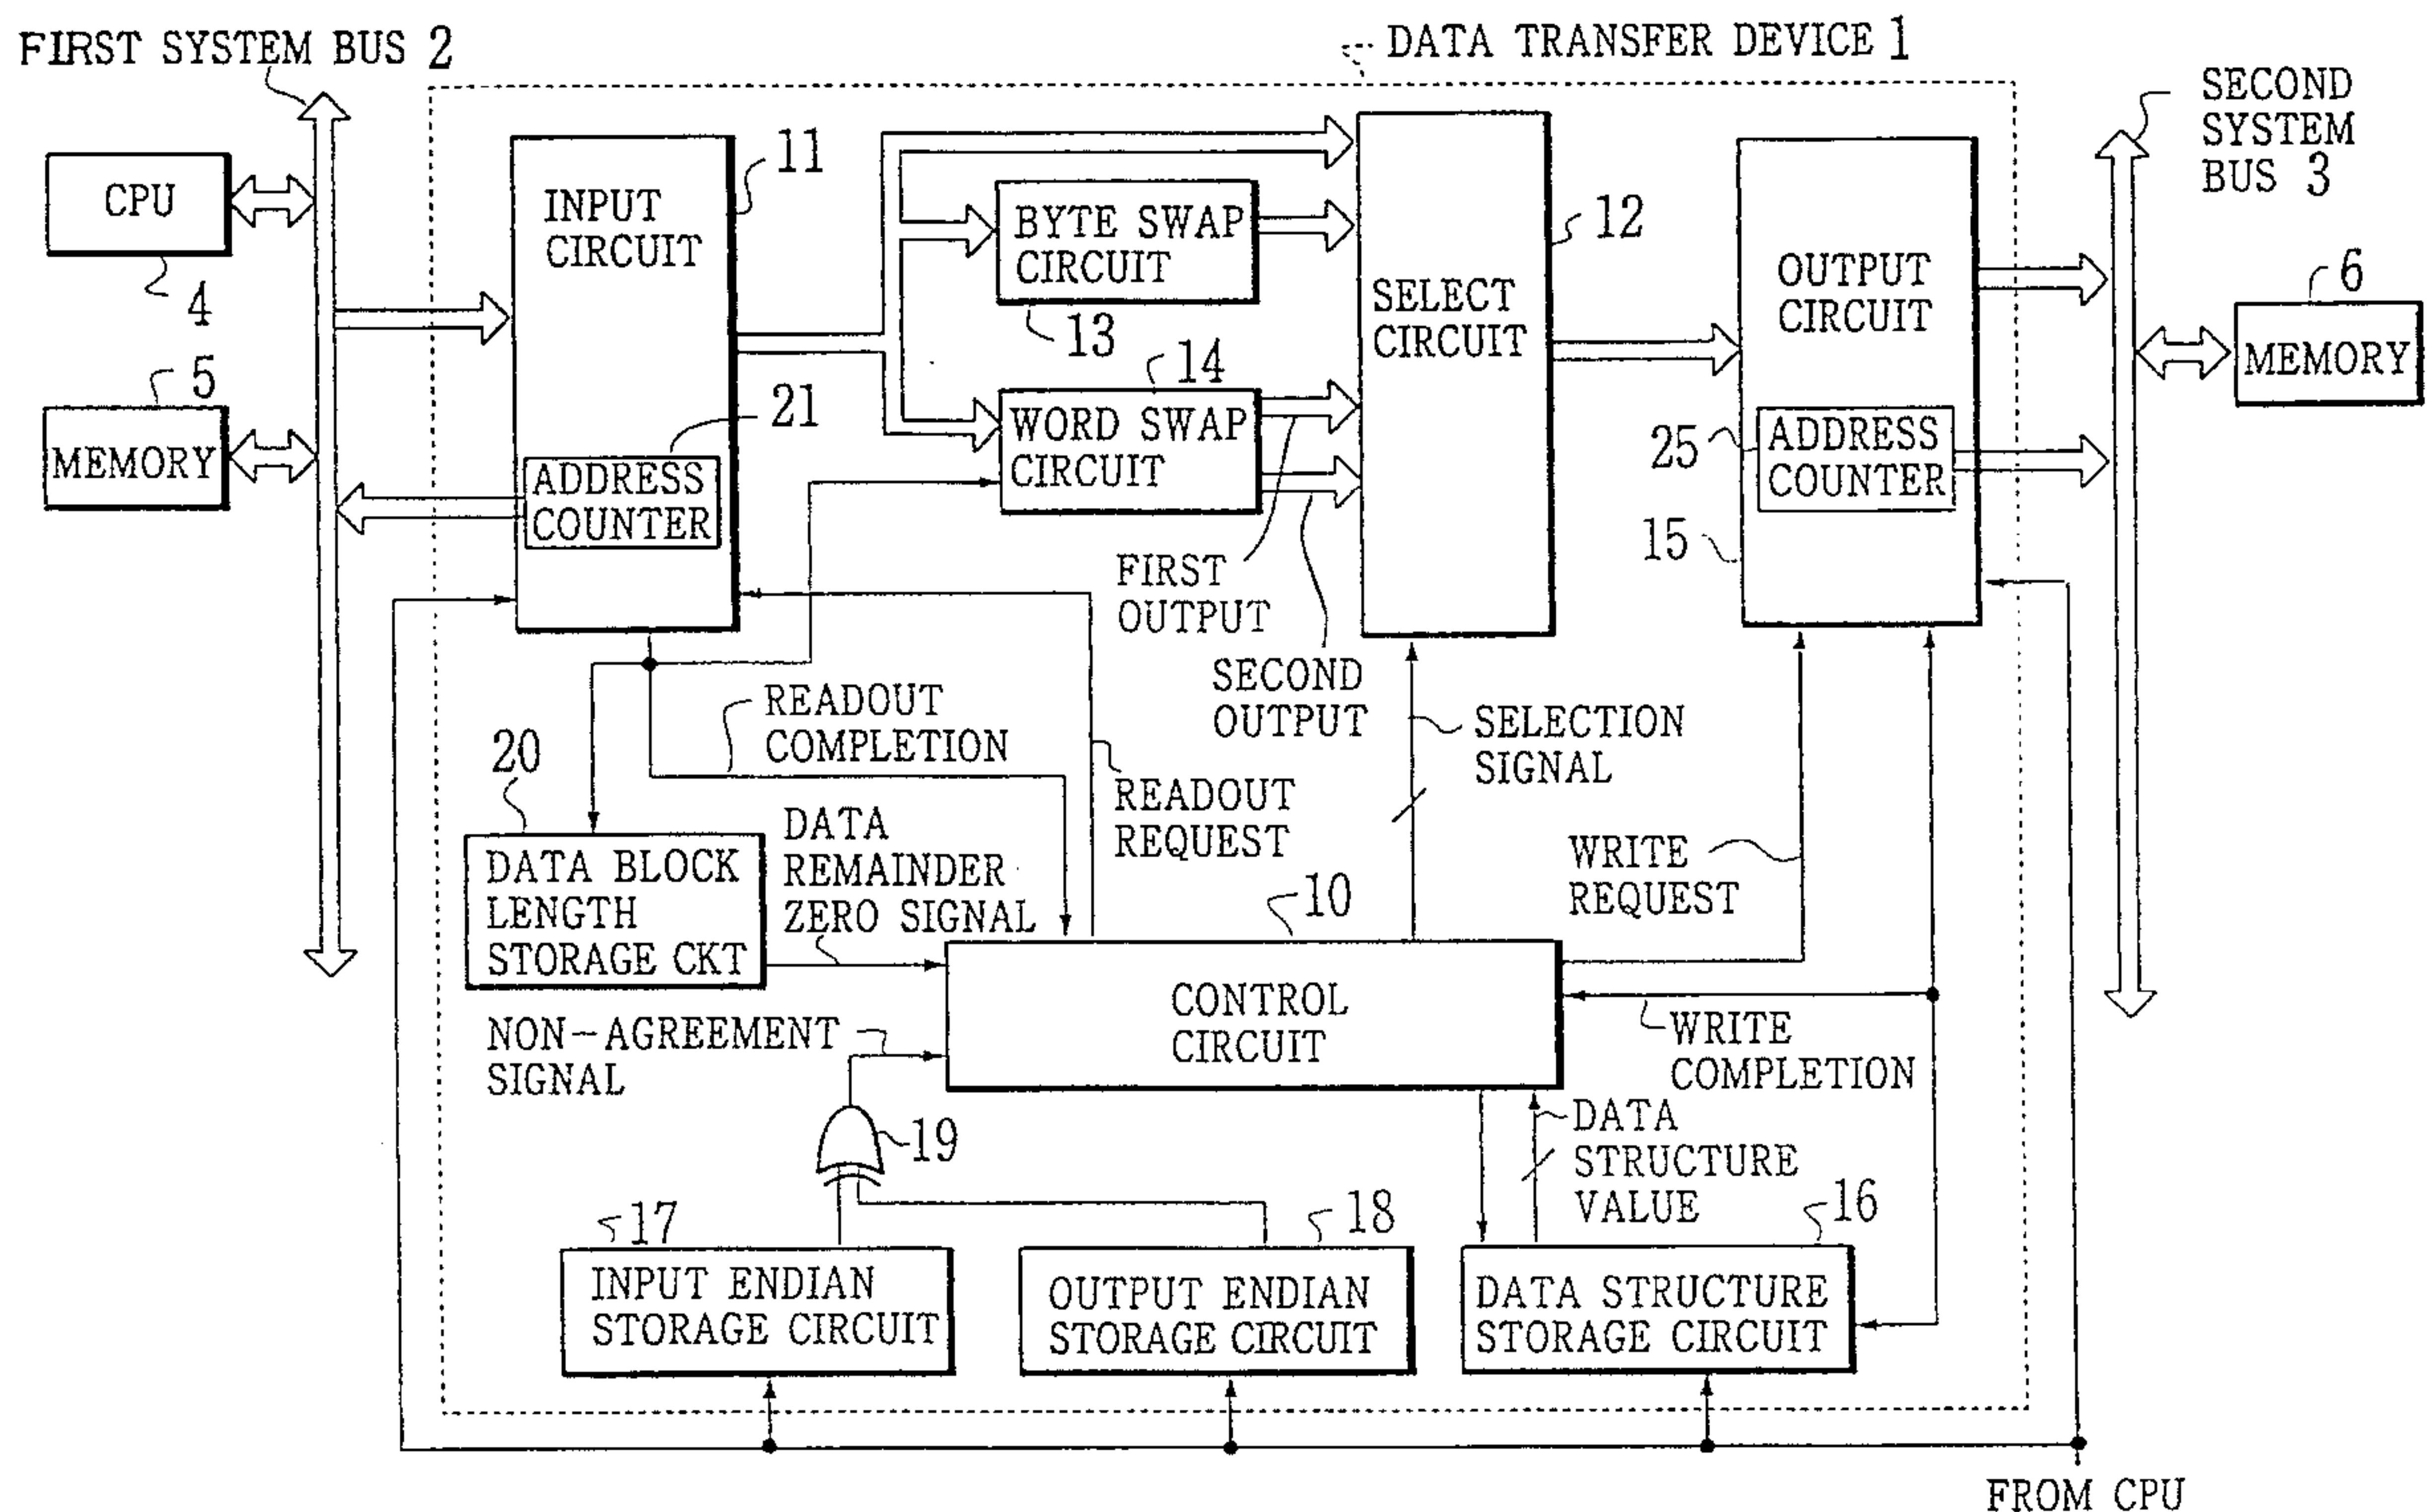 FIRST SYSTEM BUS 2
DATA TRANSFER DEVICE 1
SECOND
SYSTEM
BUS 3
CPU
4
MEMORY
5
INPUT
CIRCUIT
11
ADDRESS
COUNTER
21
BYTE SWAP
CIRCUIT
13
WORD SWAP
CIRCUIT
14
FIRST
OUTPUT
SECOND
OUTPUT
SELECT
CIRCUIT
12
OUTPUT
CIRCUIT
ADDRESS
COUNTER
25
15
MEMORY
6
READOUT
COMPLETION
READOUT
REQUEST
SELECTION
SIGNAL
WRITE
REQUEST
20
DATA BLOCK
LENGTH
STORAGE CKT
DATA
REMAINDER
ZERO SIGNAL
10
CONTROL
CIRCUIT
NON-AGREEMENT
SIGNAL
WRITE
COMPLETION
DATA
STRUCTURE
VALUE
19
17
INPUT ENDIAN
STORAGE CIRCUIT
18
OUTPUT ENDIAN
STORAGE CIRCUIT
16
DATA STRUCTURE
STORAGE CIRCUIT
FROM CPU